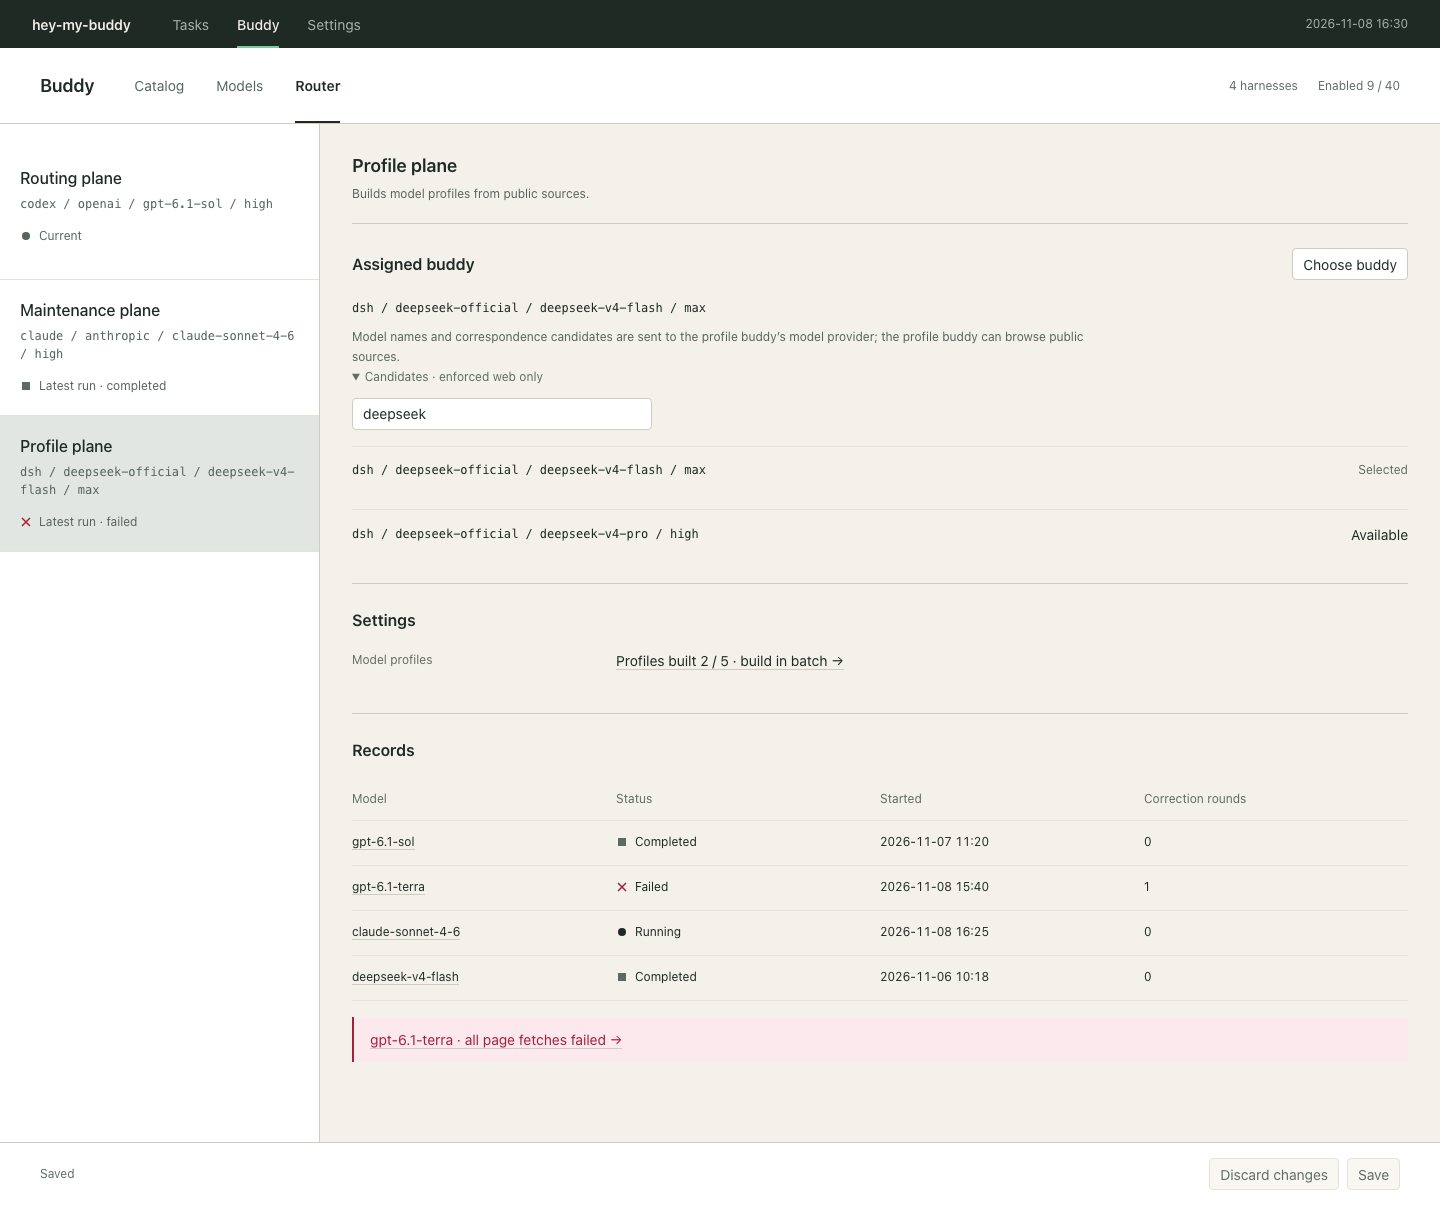 hey-my-buddy Tasks Buddy Settings 2026-11-08 16:30
Buddy Catalog Models Router 4 harnesses Enabled 9 / 40
Routing plane
codex / openai / gpt-6.1-sol / high
Current
Maintenance plane
claude / anthropic / claude-sonnet-4-6
/ high
Latest run · completed
Profile plane
dsh / deepseek-official / deepseek-v4-
flash / max
Latest run · failed
Profile plane
Builds model profiles from public sources.
Assigned buddy Choose buddy
dsh / deepseek-official / deepseek-v4-flash / max
Model names and correspondence candidates are sent to the profile buddy's model provider; the profile buddy can browse public
sources.
▼ Candidates · enforced web only
deepseek
dsh / deepseek-official / deepseek-v4-flash / max Selected
dsh / deepseek-official / deepseek-v4-pro / high Available
Settings
Model profiles Profiles built 2 / 5 · build in batch →
Records
Model Status Started Correction rounds
gpt-6.1-sol Completed 2026-11-07 11:20 0
gpt-6.1-terra Failed 2026-11-08 15:40 1
claude-sonnet-4-6 Running 2026-11-08 16:25 0
deepseek-v4-flash Completed 2026-11-06 10:18 0
gpt-6.1-terra · all page fetches failed →
Saved Discard changes Save